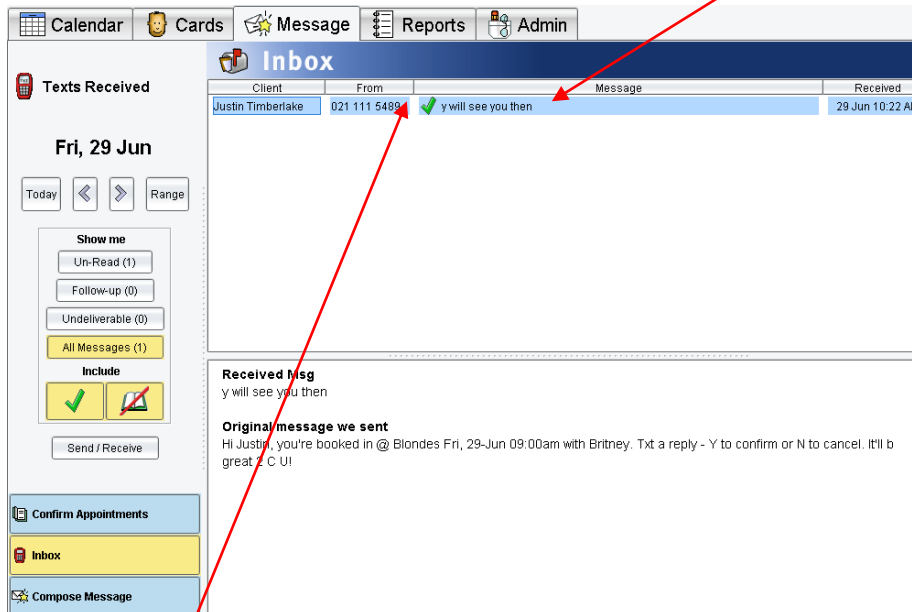 Calendar Cards Message Reports Admin
Inbox
Texts Received
Client From Message Received
Justin Timberlake 021 111 5489 y will see you then 29 Jun 10:22 A
Fri, 29 Jun
Today Range
Show me
Un-Read (1)
Follow-up (0)
Undeliverable (0)
All Messages (1)
Include
Send / Receive
Received Msg
y will see you then
Original message we sent
Hi Justin, you're booked in @ Blondes Fri, 29-Jun 09:00am with Britney. Txt a reply - Y to confirm or N to cancel. It'll b
great 2 C U!
Confirm Appointments
Inbox
Compose Message